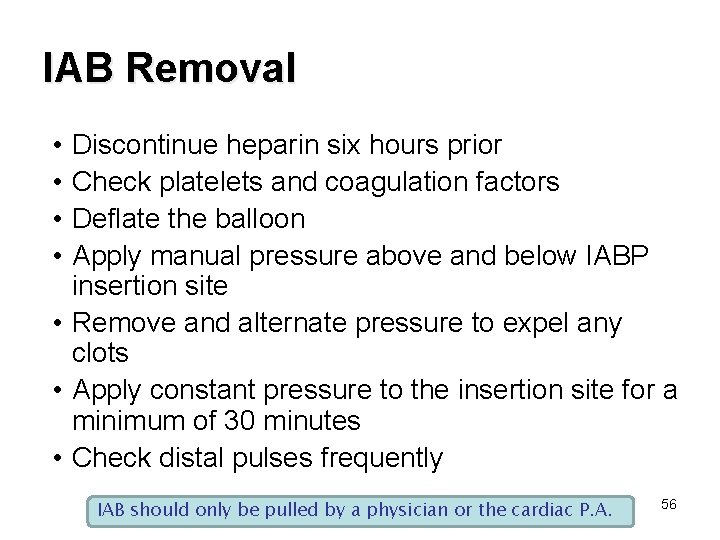 IAB Removal
• Discontinue heparin six hours prior
• Check platelets and coagulation factors
• Deflate the balloon
• Apply manual pressure above and below IABP
insertion site
• Remove and alternate pressure to expel any
clots
• Apply constant pressure to the insertion site for a
minimum of 30 minutes
• Check distal pulses frequently
IAB should only be pulled by a physician or the cardiac P.A.
56